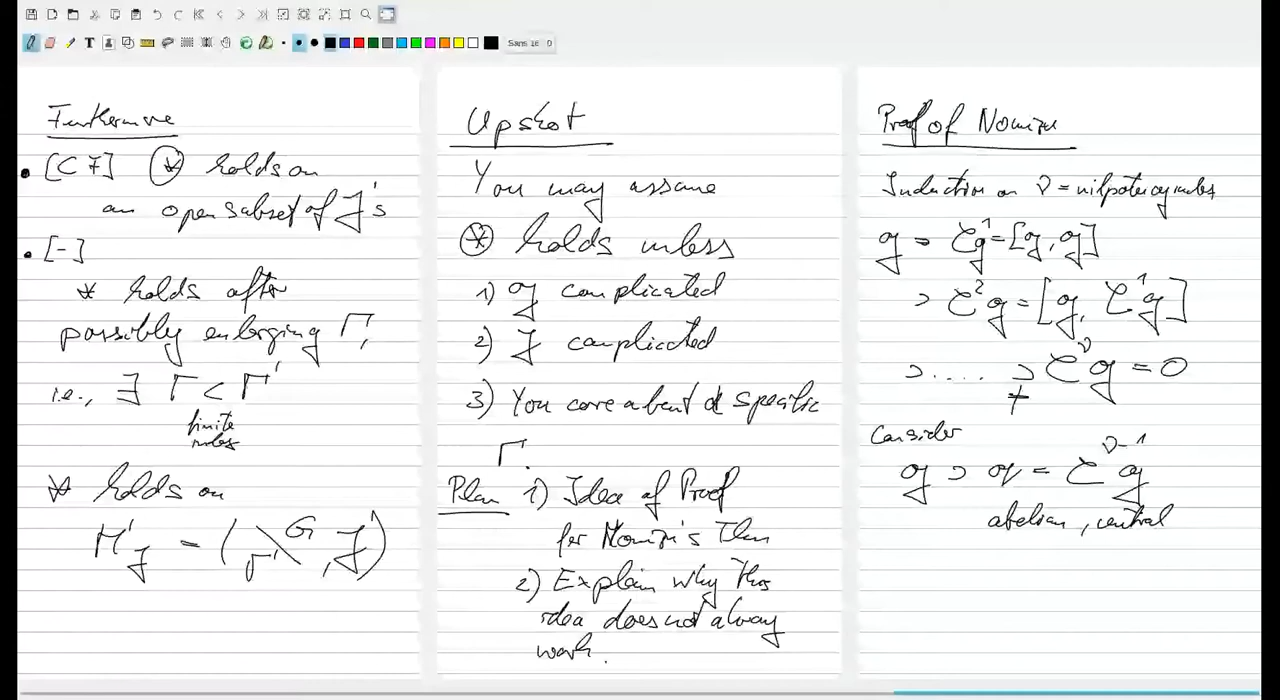 Sans 16
Furthermore
• [CF] ⊛ holds on
an open subset of J's
• [-]
* holds after
possibly enlarging Γ,
i.e., ∃ Γ < Γ'
finite
index
* holds on
M'_J = (Γ'\G, J)
Upshot
You may assume
⊛ holds unless
1) g complicated
2) J complicated
3) You care about a specific
Γ.
Plan 1) Idea of Proof
for Nomizu's Thm
2) Explain why this
idea does not always
work.
Proof of Nomizu
Induction on ν = nilpotency index
g ⊃ C¹g = [g, g]
⊃ C²g = [g, C¹g]
⊃ .... ⊋ C^ν g = 0
Consider
g ⊃ a = C^{ν-1} g
abelian, central